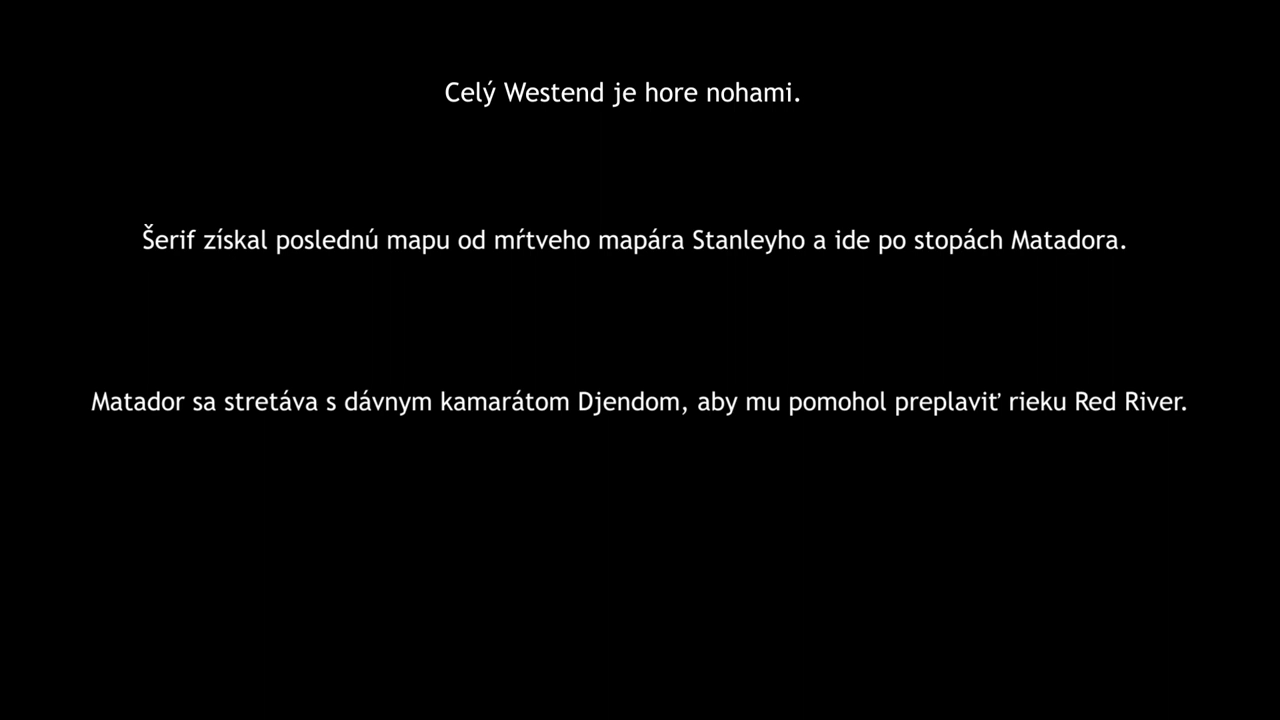 Celý Westend je hore nohami.
Šerif získal poslednú mapu od mŕtveho mapára Stanleyho a ide po stopách Matadora.
Matador sa stretáva s dávnym kamarátom Djendom, aby mu pomohol preplaviť rieku Red River.